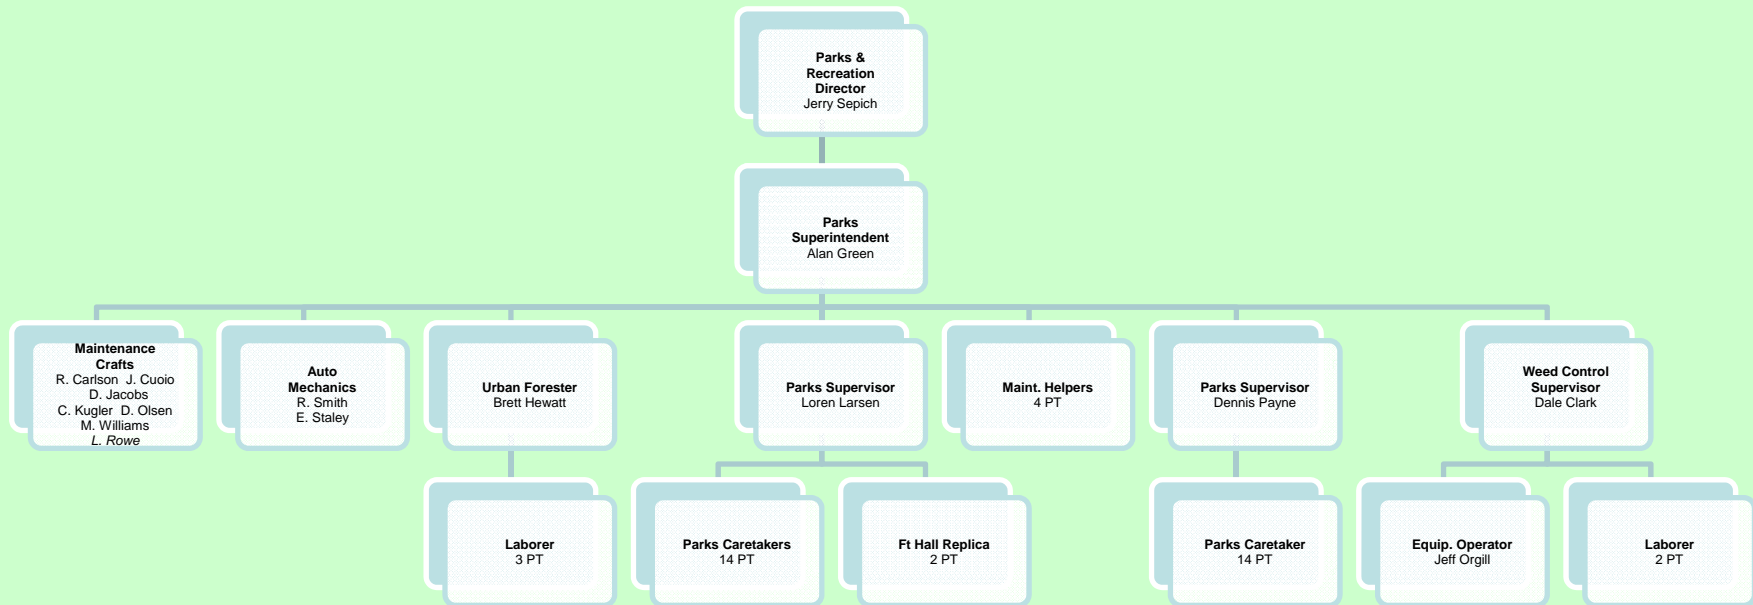 Parks &
Recreation
Director
Jerry Sepich
Parks
Superintendent
Alan Green
Maintenance
Crafts
R. Carlson  J. Cuoio
D. Jacobs
C. Kugler  D. Olsen
M. Williams
L. Rowe
Auto
Mechanics
R. Smith
E. Staley
Urban Forester
Brett Hewatt
Parks Supervisor
Loren Larsen
Maint. Helpers
4 PT
Parks Supervisor
Dennis Payne
Weed Control
Supervisor
Dale Clark
Laborer
3 PT
Parks Caretakers
14 PT
Ft Hall Replica
2 PT
Parks Caretaker
14 PT
Equip. Operator
Jeff Orgill
Laborer
2 PT